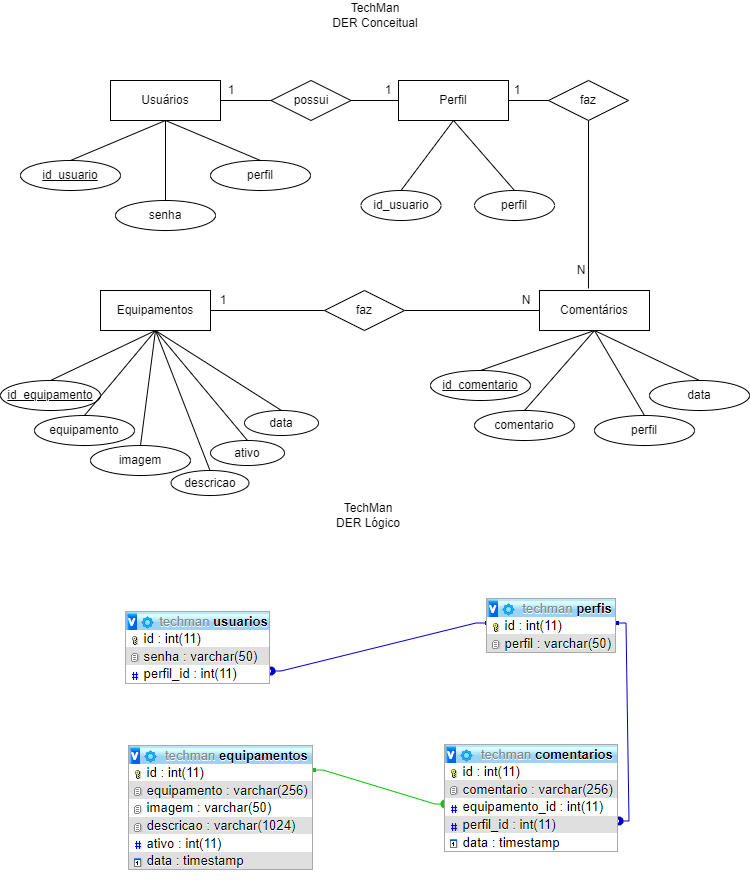 TechMan
DER Conceitual
Usuários
1
possui
1
Perfil
1
faz
id_usuario
senha
perfil
id_usuario
perfil
N
Equipamentos
1
faz
N
Comentários
id_equipamento
equipamento
imagem
descricao
ativo
data
id_comentario
comentario
perfil
data
TechMan
DER Lógico
techman usuarios
id : int(11)
senha : varchar(50)
perfil_id : int(11)
techman perfis
id : int(11)
perfil : varchar(50)
techman equipamentos
id : int(11)
equipamento : varchar(256)
imagem : varchar(50)
descricao : varchar(1024)
ativo : int(11)
data : timestamp
techman comentarios
id : int(11)
comentario : varchar(256)
equipamento_id : int(11)
perfil_id : int(11)
data : timestamp